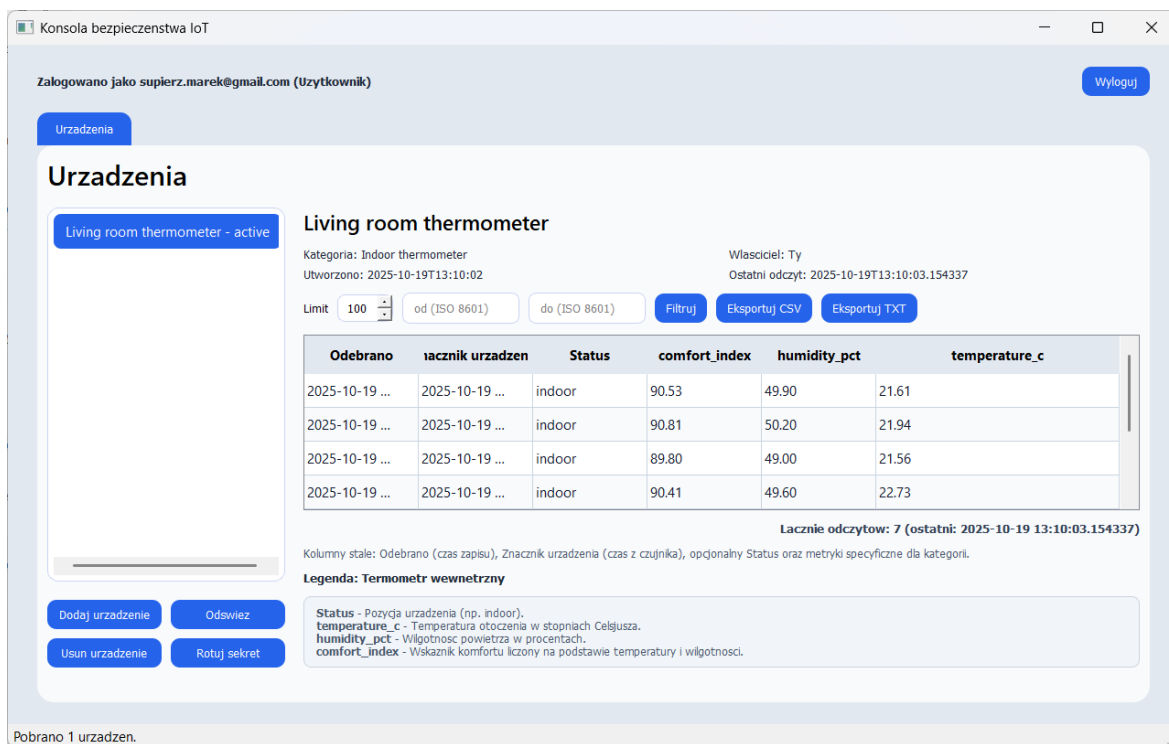 Konsola bezpieczenstwa IoT
Zalogowano jako supierz.marek@gmail.com (Uzytkownik)
Wyloguj
Urzadzenia
Urzadzenia
Living room thermometer - active
Living room thermometer
Kategoria: Indoor thermometer Wlasciciel: Ty
Utworzono: 2025-10-19T13:10:02 Ostatni odczyt: 2025-10-19T13:10:03.154337
Limit 100 od (ISO 8601) do (ISO 8601) Filtruj Eksportuj CSV Eksportuj TXT
Odebrano nacznik urzadzen Status comfort_index humidity_pct temperature_c
2025-10-19 ... 2025-10-19 ... indoor 90.53 49.90 21.61
2025-10-19 ... 2025-10-19 ... indoor 90.81 50.20 21.94
2025-10-19 ... 2025-10-19 ... indoor 89.80 49.00 21.56
2025-10-19 ... 2025-10-19 ... indoor 90.41 49.60 22.73
Lacznie odczytow: 7 (ostatni: 2025-10-19 13:10:03.154337)
Kolumny stale: Odebrano (czas zapisu), Znacznik urzadzenia (czas z czujnika), opcjonalny Status oraz metryki specyficzne dla kategorii.
Legenda: Termometr wewnetrzny
Status - Pozycja urzadzenia (np. indoor).
temperature_c - Temperatura otoczenia w stopniach Celsjusza.
humidity_pct - Wilgotnosc powietrza w procentach.
comfort_index - Wskaznik komfortu liczony na podstawie temperatury i wilgotnosci.
Dodaj urzadzenie Odswiez
Usun urzadzenie Rotuj sekret
Pobrano 1 urzadzen.